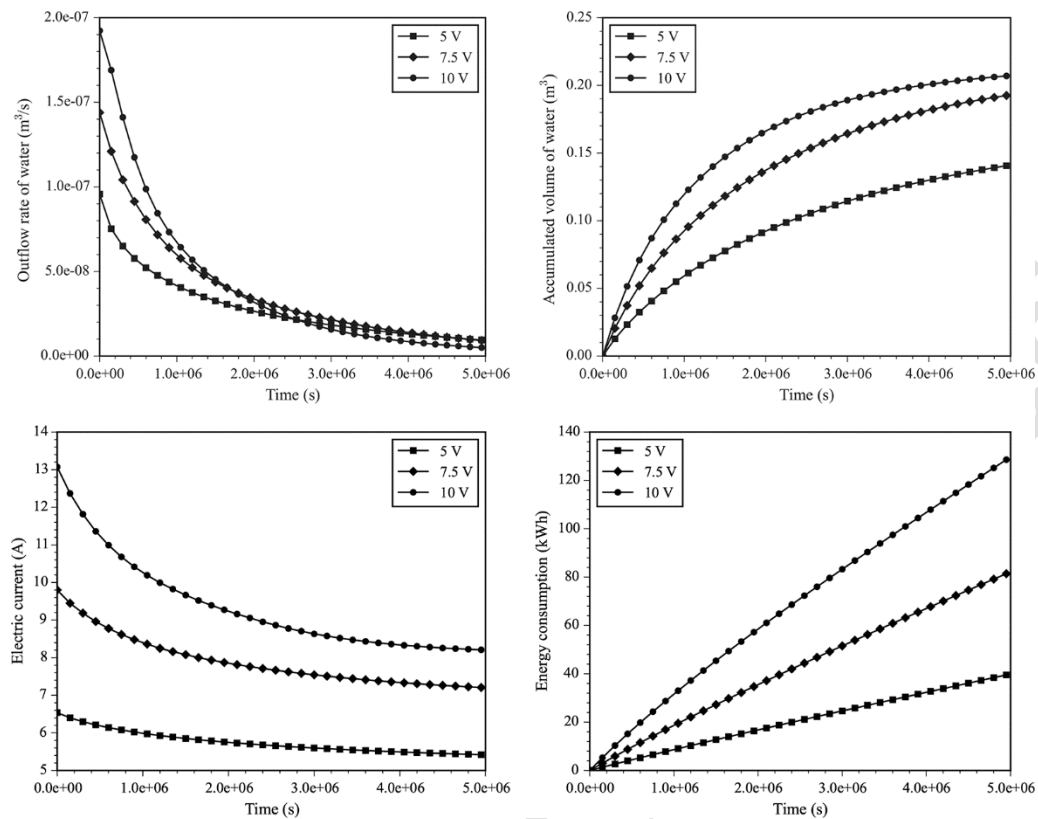 2.0e-07
1.5e-07
1.0e-07
5.0e-08
0.0e+00
Outflow rate of water (m³/s)
5 V
7.5 V
10 V
0.0e+00 1.0e+06 2.0e+06 3.0e+06 4.0e+06 5.0e+06
Time (s)
0.25
0.20
0.15
0.10
0.05
0.00
Accumulated volume of water (m³)
5 V
7.5 V
10 V
0.0e+00 1.0e+06 2.0e+06 3.0e+06 4.0e+06 5.0e+06
Time (s)
14
13
12
11
10
9
8
7
6
5
Electric current (A)
5 V
7.5 V
10 V
0.0e+00 1.0e+06 2.0e+06 3.0e+06 4.0e+06 5.0e+06
Time (s)
140
120
100
80
60
40
20
0
Energy consumption (kWh)
5 V
7.5 V
10 V
0.0e+00 1.0e+06 2.0e+06 3.0e+06 4.0e+06 5.0e+06
Time (s)